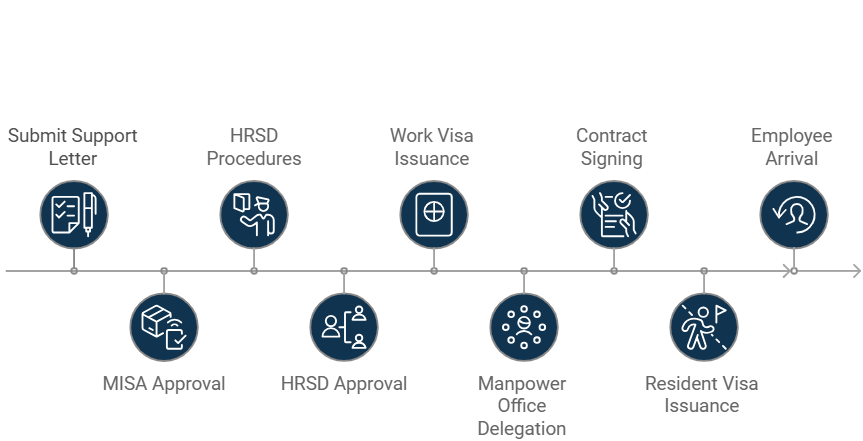 Submit Support
Letter
HRSD
Procedures
Work Visa
Issuance
Contract
Signing
Employee
Arrival
MISA Approval
HRSD Approval
Manpower
Office
Delegation
Resident Visa
Issuance